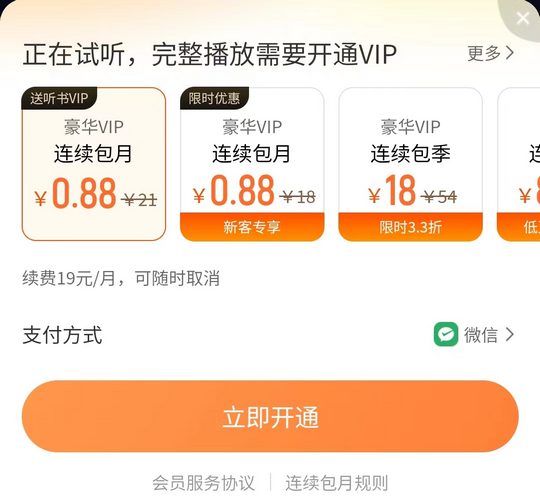 正在试听，完整播放需要开通VIP
更多
送听书VIP
豪华VIP
连续包月
￥0.88 ￥21
限时优惠
豪华VIP
连续包月
￥0.88 ￥18
新客专享
豪华VIP
连续包季
￥18 ￥54
限时3.3折
￥
续费19元/月，可随时取消
支付方式
微信
立即开通
会员服务协议
连续包月规则